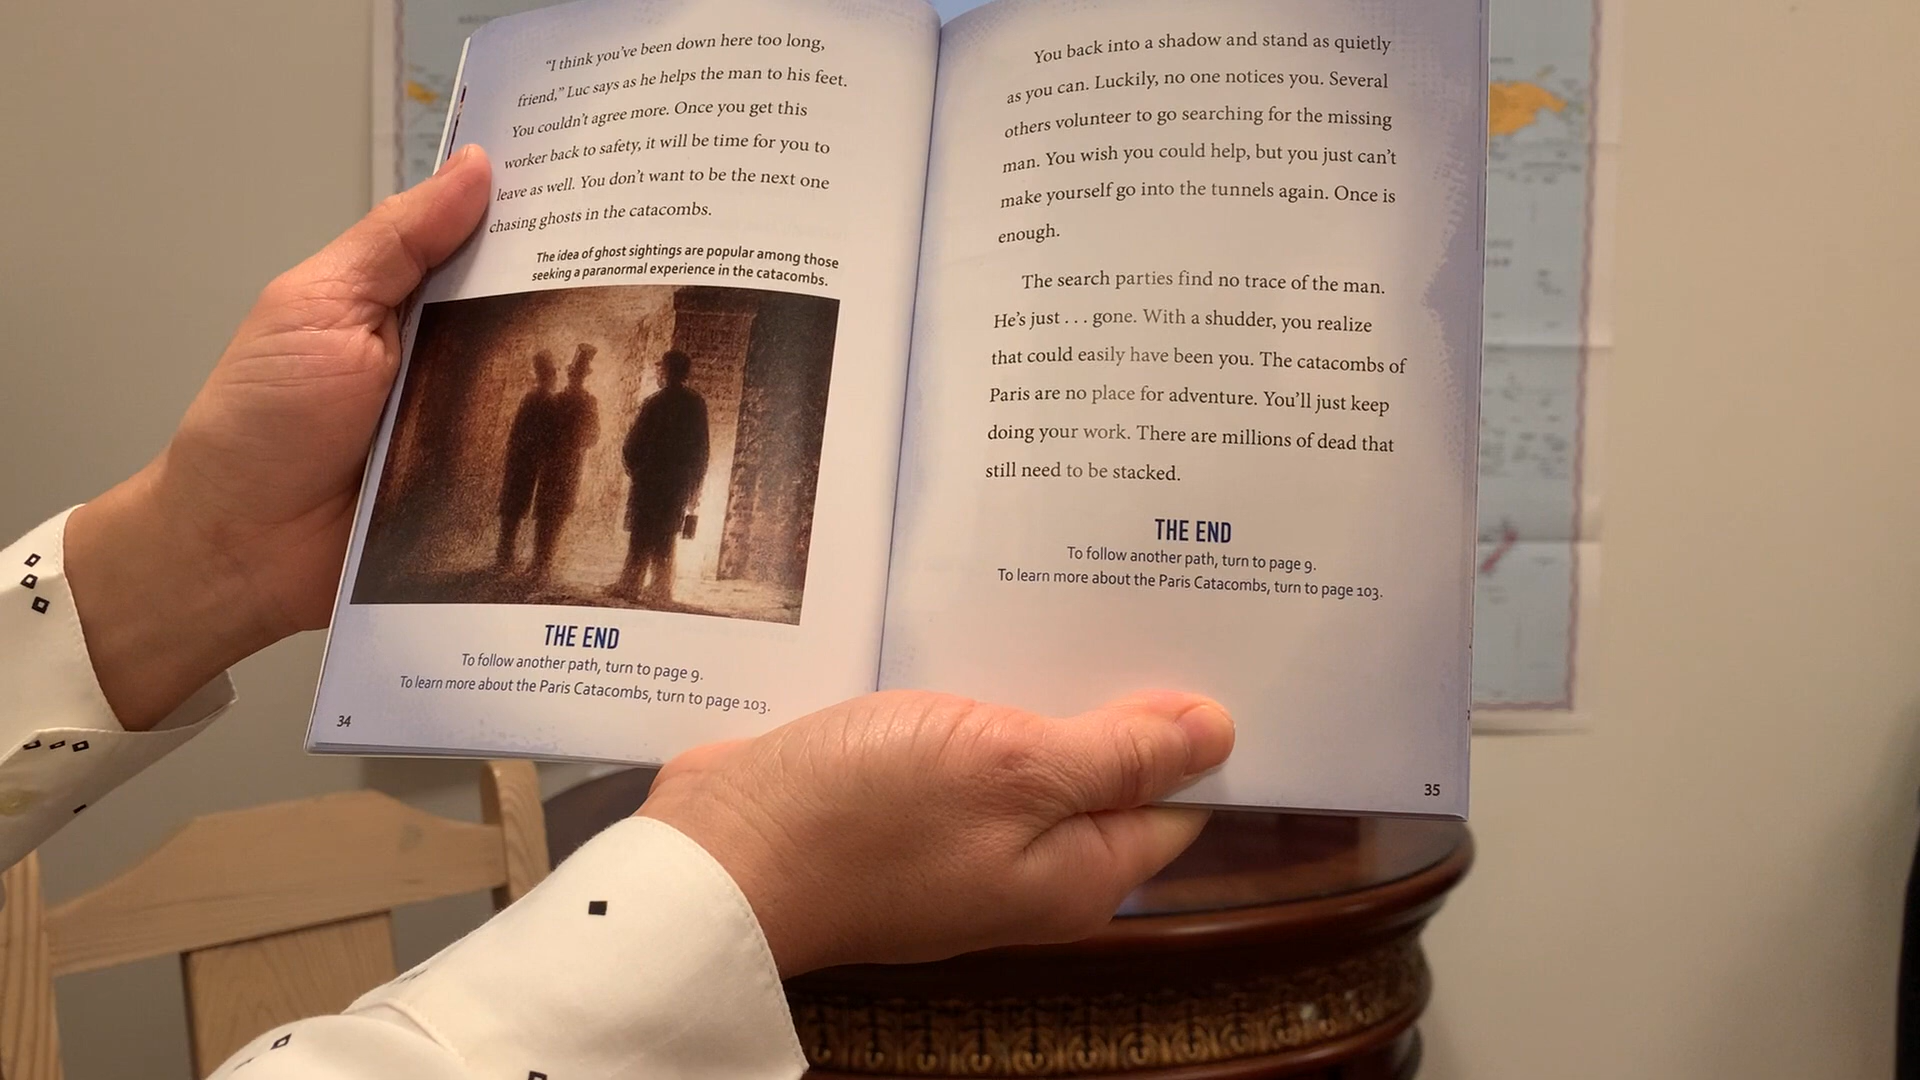 "I think you've been down here too long,
friend," Luc says as he helps the man to his feet.
You couldn't agree more. Once you get this
worker back to safety, it will be time for you to
leave as well. You don't want to be the next one
chasing ghosts in the catacombs.
The idea of ghost sightings are popular among those
seeking a paranormal experience in the catacombs.
THE END
To follow another path, turn to page 9.
To learn more about the Paris Catacombs, turn to page 103.
34
You back into a shadow and stand as quietly
as you can. Luckily, no one notices you. Several
others volunteer to go searching for the missing
man. You wish you could help, but you just can't
make yourself go into the tunnels again. Once is
enough.
The search parties find no trace of the man.
He's just . . . gone. With a shudder, you realize
that could easily have been you. The catacombs of
Paris are no place for adventure. You'll just keep
doing your work. There are millions of dead that
still need to be stacked.
THE END
To follow another path, turn to page 9.
To learn more about the Paris Catacombs, turn to page 103.
35